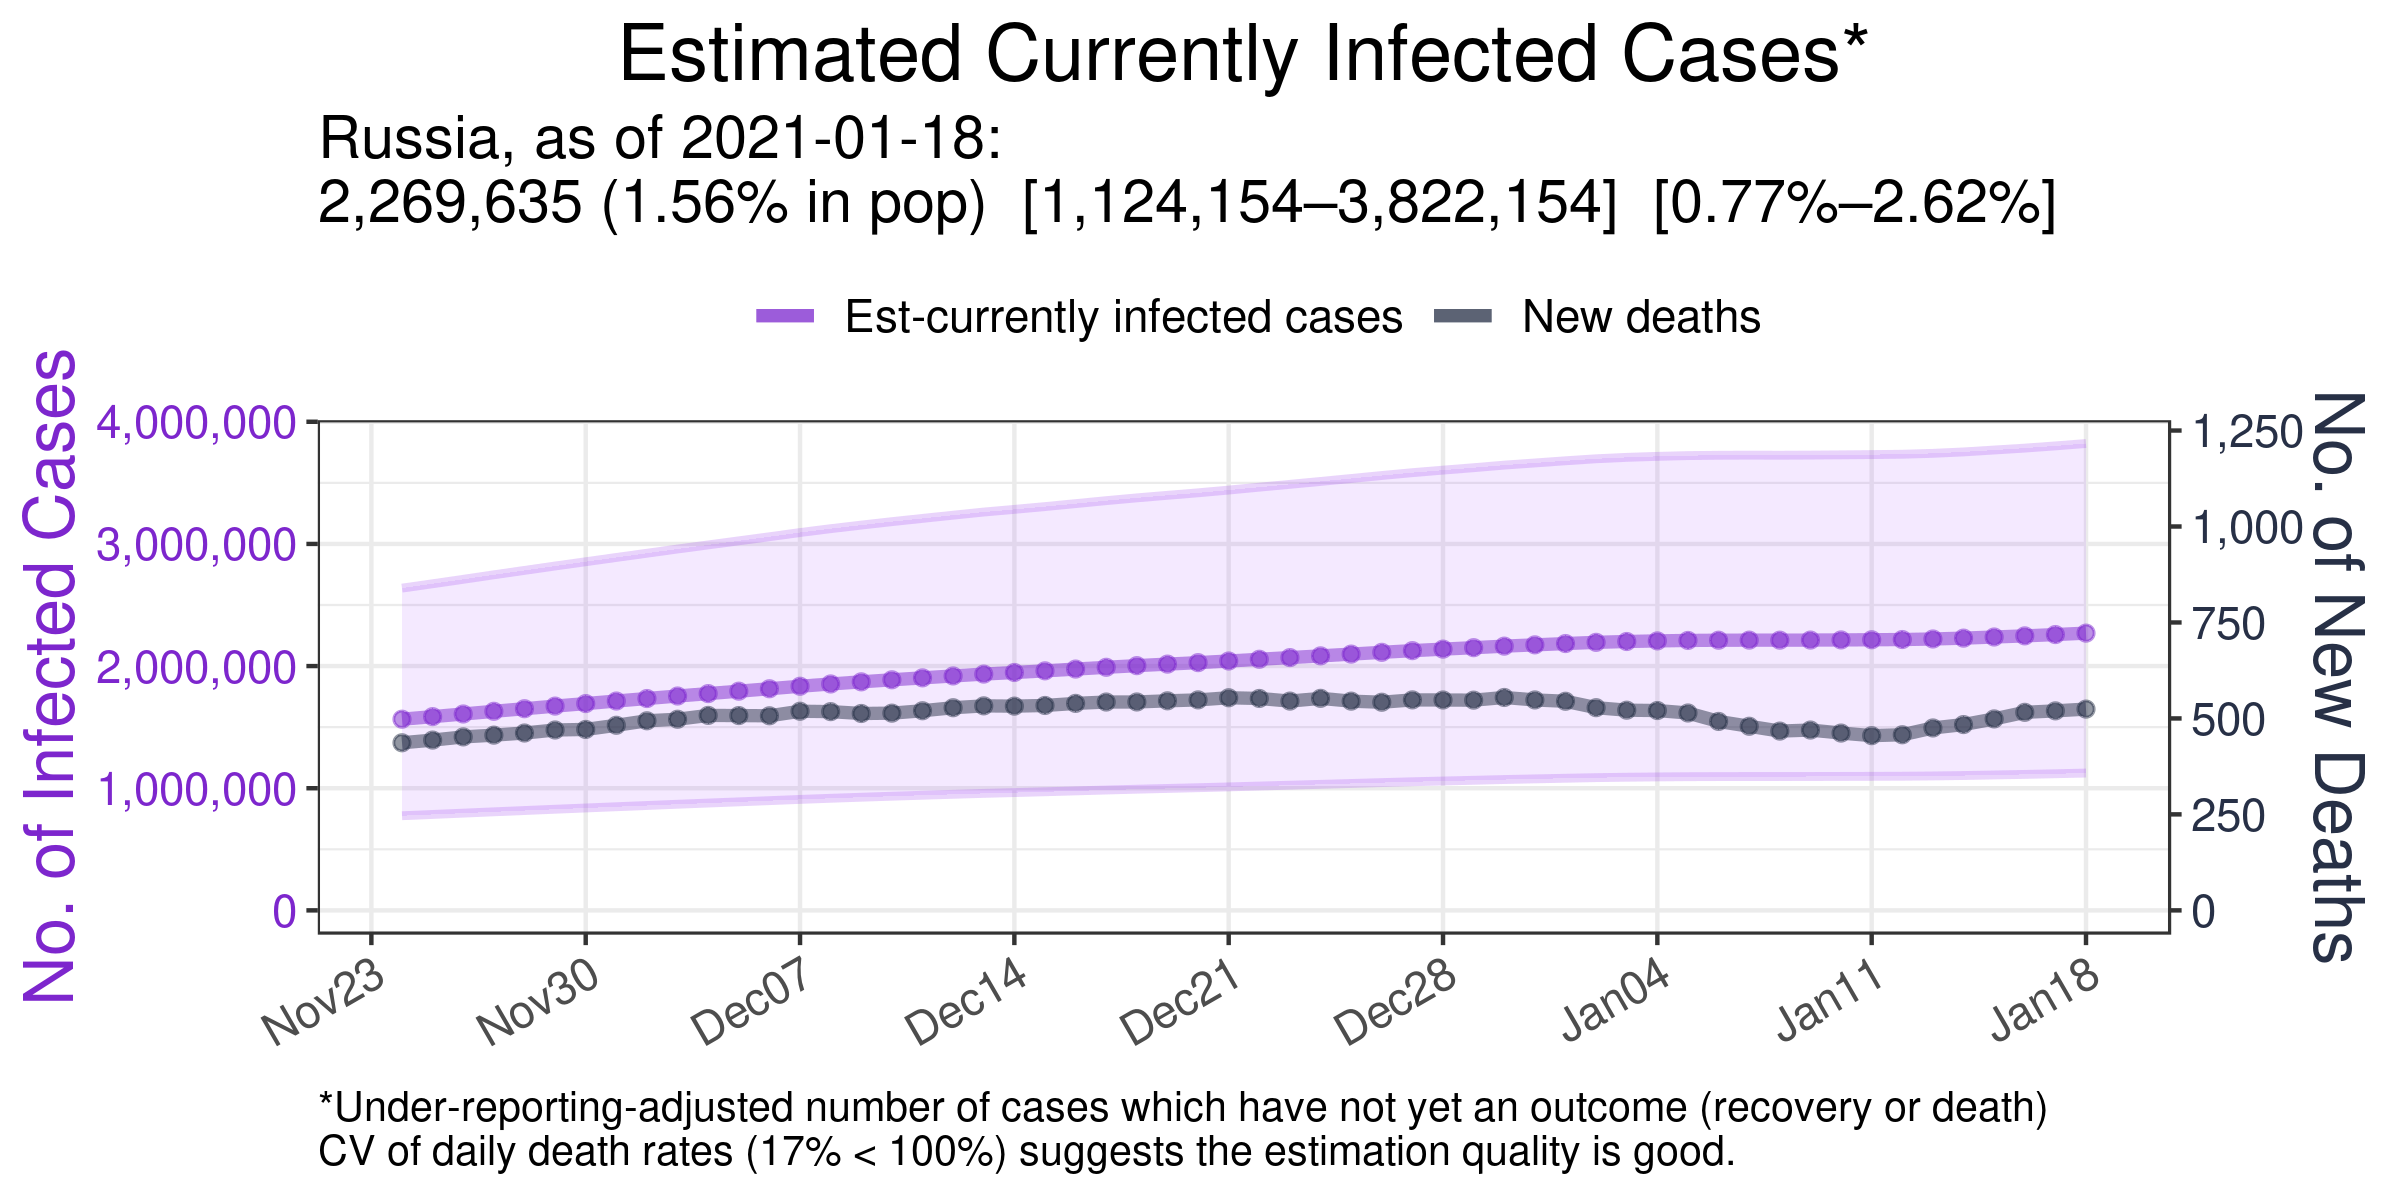 Estimated Currently Infected Cases*
Russia, as of 2021-01-18:
2,269,635 (1.56% in pop) [1,124,154–3,822,154] [0.77%–2.62%]
Est-currently infected cases New deaths
No. of Infected Cases
4,000,000
3,000,000
2,000,000
1,000,000
0
1,250
1,000
750
500
250
0
No. of New Deaths
Nov23 Nov30 Dec07 Dec14 Dec21 Dec28 Jan04 Jan11 Jan18
*Under-reporting-adjusted number of cases which have not yet an outcome (recovery or death)
CV of daily death rates (17% < 100%) suggests the estimation quality is good.